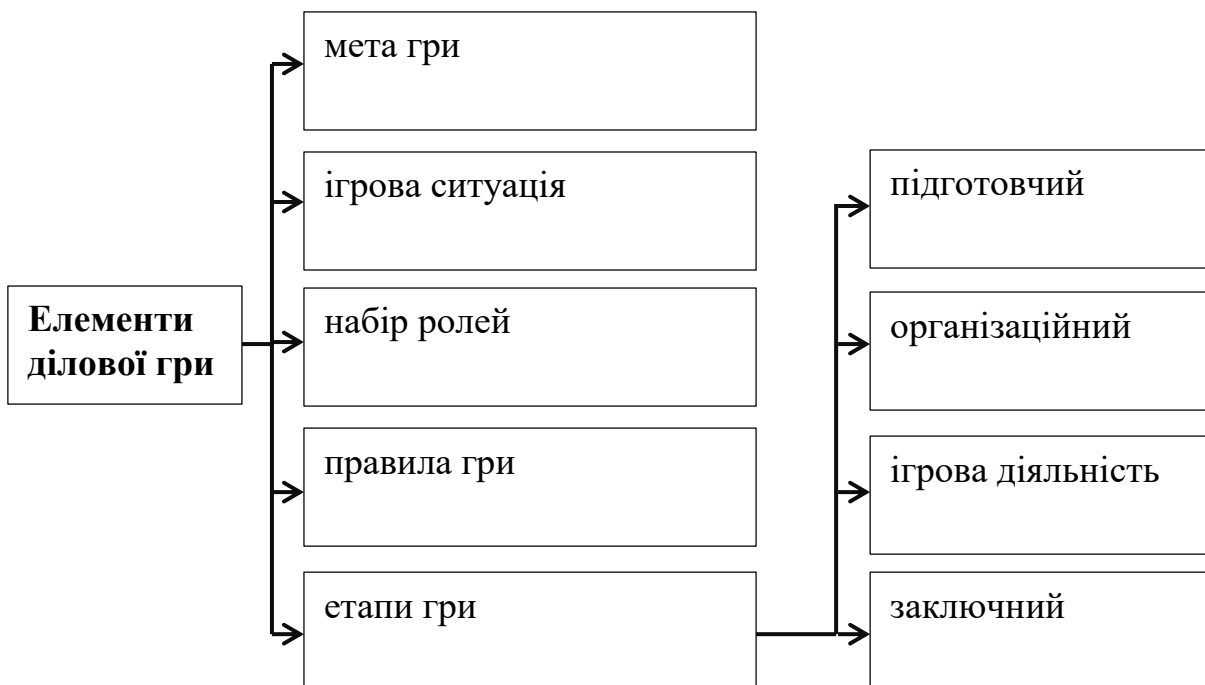 Елементи
ділової гри
мета гри
ігрова ситуація
набір ролей
правила гри
етапи гри
підготовчий
організаційний
ігрова діяльність
заключний